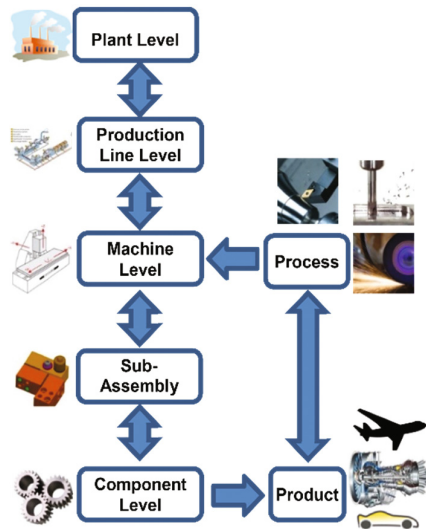 Plant Level
Production
Line Level
Machine
Level
Process
Sub-
Assembly
Component
Level
Product